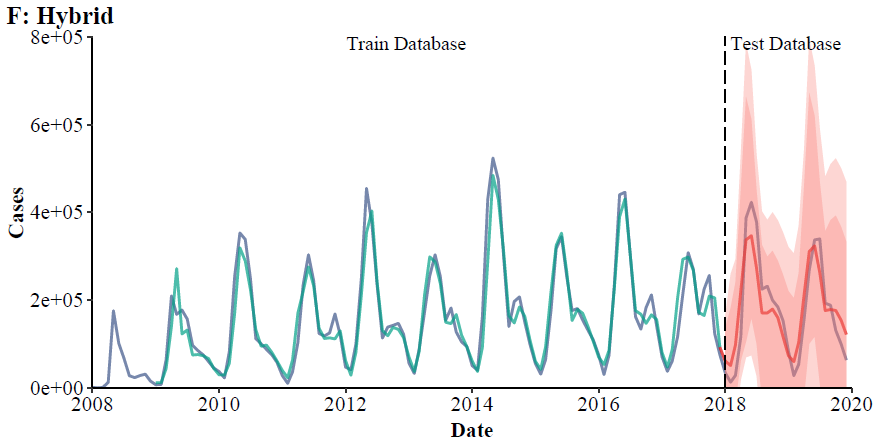 F: Hybrid
8e+05
Train Database
Test Database
6e+05
Cases
4e+05
2e+05
0e+00
2008
2010
2012
2014
2016
2018
2020
Date